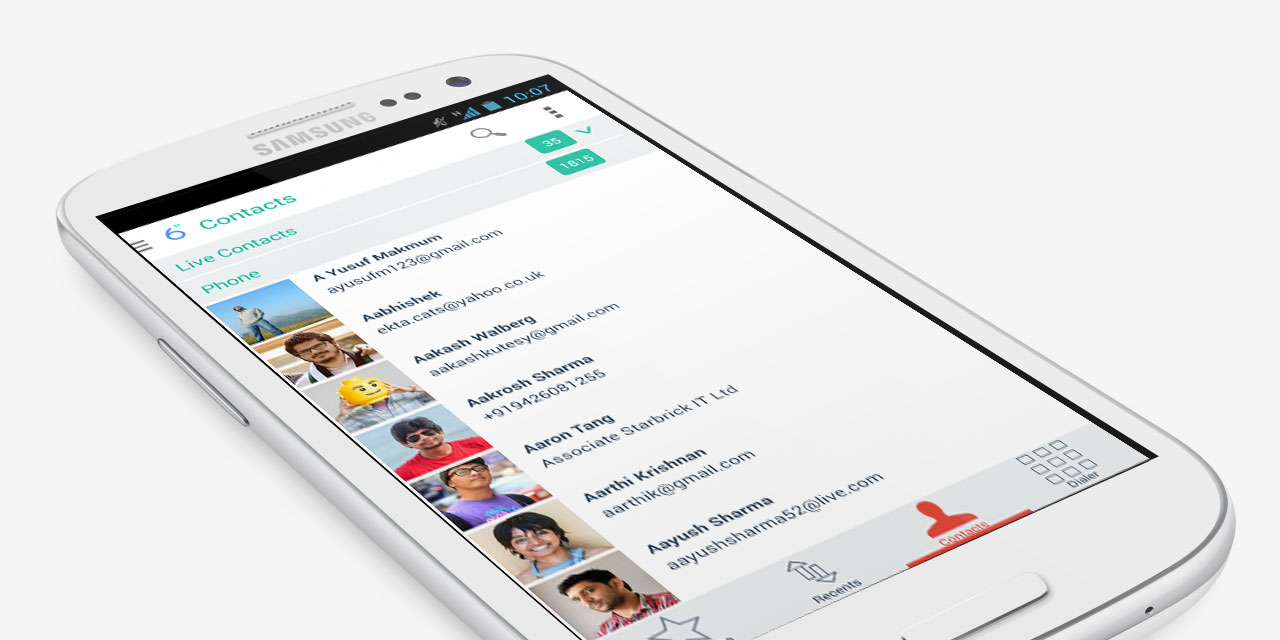 SAMSUNG
H 10:07
6 Contacts
Live Contacts 35
Phone 1815
A Yusuf Makmum
ayusufm123@gmail.com
Aabhishek
ekta.cats@yahoo.co.uk
Aakash Walberg
aakashkutesy@gmail.com
Aakrosh Sharma
+919426081255
Aaron Tang
Associate Starbrick IT Ltd
Aarthi Krishnan
aarthik@gmail.com
Aayush Sharma
aayushsharma52@live.com
Recents
Contacts
Dialer